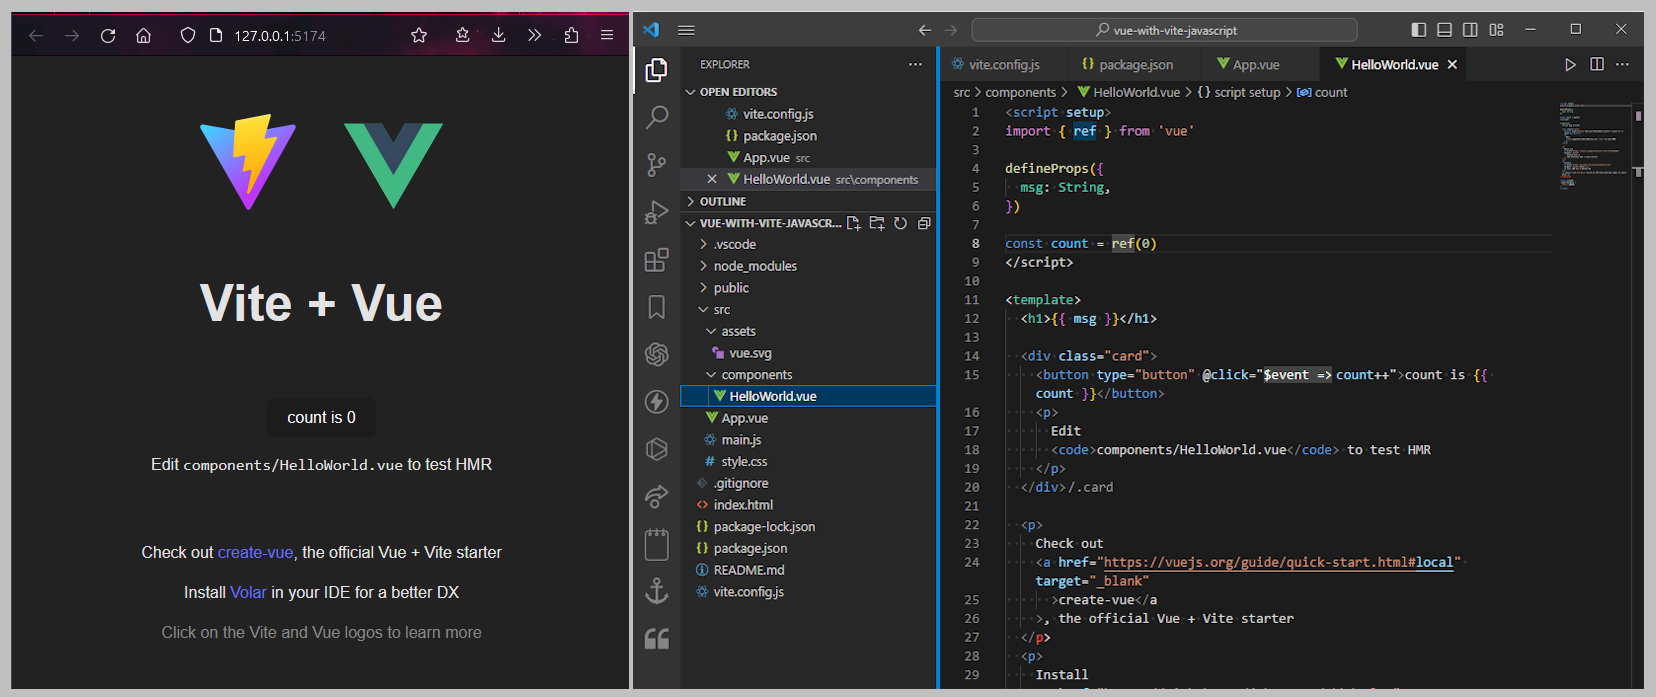 127.0.0.1:5174
Vite + Vue
count is 0
Edit components/HelloWorld.vue to test HMR
Check out create-vue, the official Vue + Vite starter
Install Volar in your IDE for a better DX
Click on the Vite and Vue logos to learn more
vue-with-vite-javascript
EXPLORER
OPEN EDITORS
vite.config.js
package.json
App.vue src
HelloWorld.vue src\components
OUTLINE
VUE-WITH-VITE-JAVASCR...
.vscode
node_modules
public
src
assets
vue.svg
components
HelloWorld.vue
App.vue
main.js
style.css
.gitignore
index.html
package-lock.json
package.json
README.md
vite.config.js
vite.config.js package.json App.vue HelloWorld.vue
src > components > HelloWorld.vue > {} script setup > count
1 <script setup>
2 import { ref } from 'vue'
3
4 defineProps({
5 msg: String,
6 })
7
8 const count = ref(0)
9 </script>
10
11 <template>
12 <h1>{{ msg }}</h1>
13
14 <div class="card">
15 <button type="button" @click="$event => count++">count is {{
count }}</button>
16 <p>
17 Edit
18 <code>components/HelloWorld.vue</code> to test HMR
19 </p>
20 </div>/.card
21
22 <p>
23 Check out
24 <a href="https://vuejs.org/guide/quick-start.html#local"
target="_blank"
25 >create-vue</a
26 >, the official Vue + Vite starter
27 </p>
28 <p>
29 Install